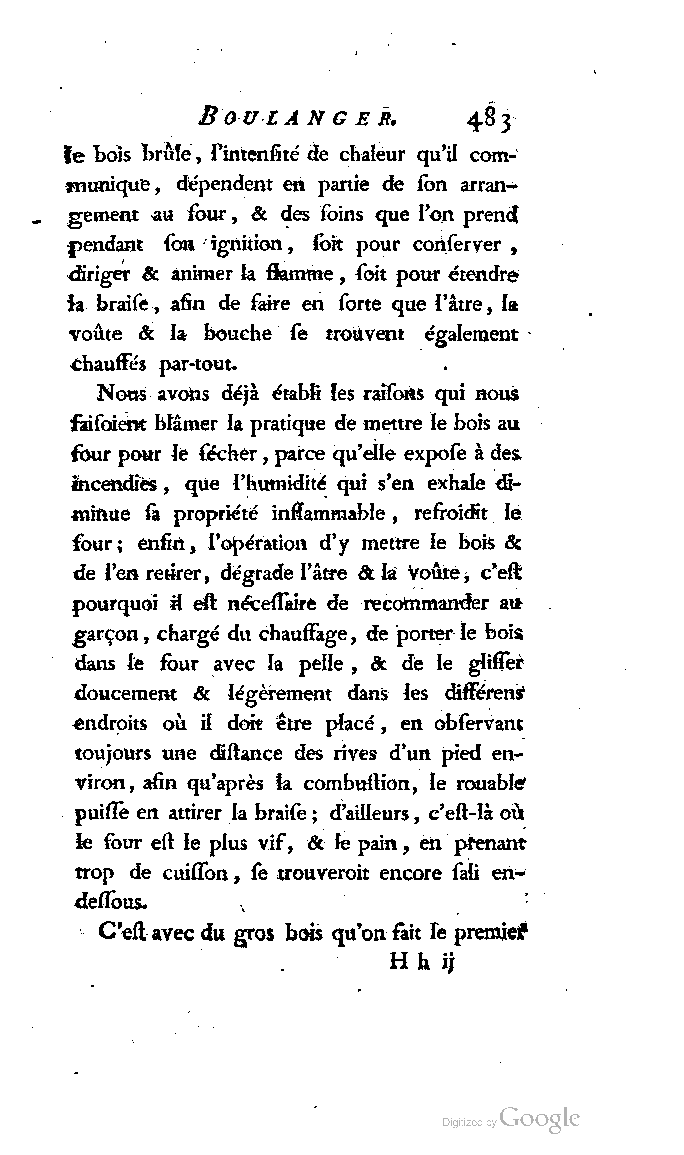 BOULANGER. 483
le bois brûle, l'intenſité de chaleur qu'il com-
munique, dépendent en partie de ſon arran-
gement au four, & des ſoins que l'on prend
pendant ſon ignition, ſoit pour conſerver,
diriger & animer la flamme, ſoit pour étendre
la braiſe, afin de faire en ſorte que l'âtre, la
voûte & la bouche ſe trouvent également
chauffés par-tout.
Nous avons déjà établi les raiſons qui nous
faiſoient blâmer la pratique de mettre le bois au
four pour le ſécher, parce qu'elle expoſe à des
incendies, que l'humidité qui s'en exhale di-
minue ſa propriété inflammable, refroidit le
four; enfin, l'opération d'y mettre le bois &
de l'en retirer, dégrade l'âtre & la voûte, c'eſt
pourquoi il eſt néceſſaire de recommander au
garçon, chargé du chauffage, de porter le bois
dans le four avec la pelle, & de le gliſſer
doucement & légèrement dans les différens
endroits où il doit être placé, en obſervant
toujours une diſtance des rives d'un pied en-
viron, afin qu'après la combuſtion, le rouable
puiſſe en attirer la braiſe; d'ailleurs, c'eſt-là où
le four eſt le plus vif, & le pain, en prenant
trop de cuiſſon, ſe trouveroit encore ſali en-
deſſous.
C'eſt avec du gros bois qu'on fait le premier
H h ij
Digitized by Google